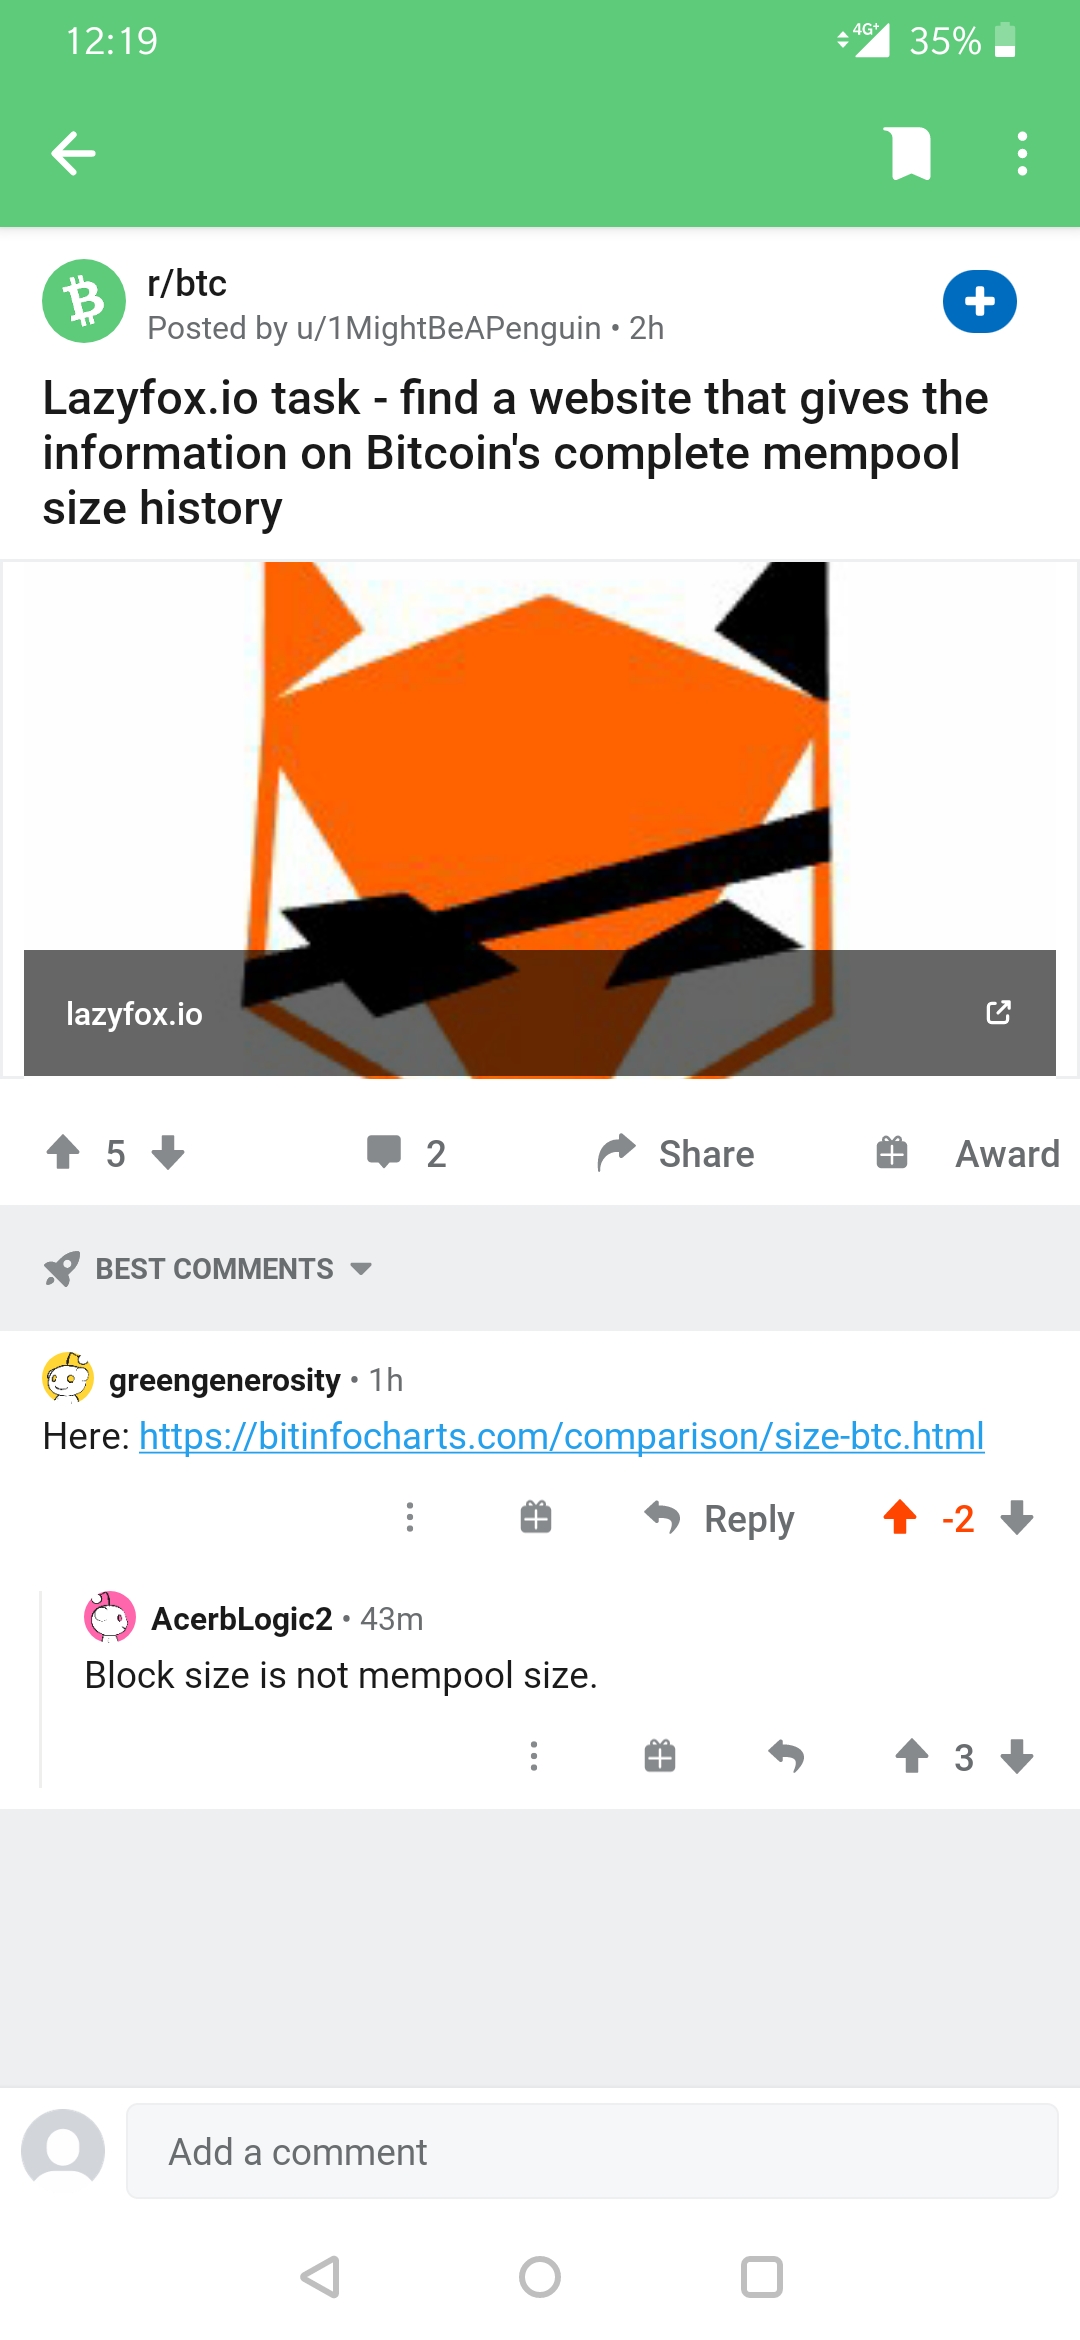 12:19
4G+ 35%
r/btc
Posted by u/1MightBeAPenguin • 2h
Lazyfox.io task - find a website that gives the
information on Bitcoin's complete mempool
size history
lazyfox.io
5 2 Share Award
BEST COMMENTS
greengenerosity • 1h
Here: https://bitinfocharts.com/comparison/size-btc.html
Reply -2
AcerbLogic2 • 43m
Block size is not mempool size.
3
Add a comment